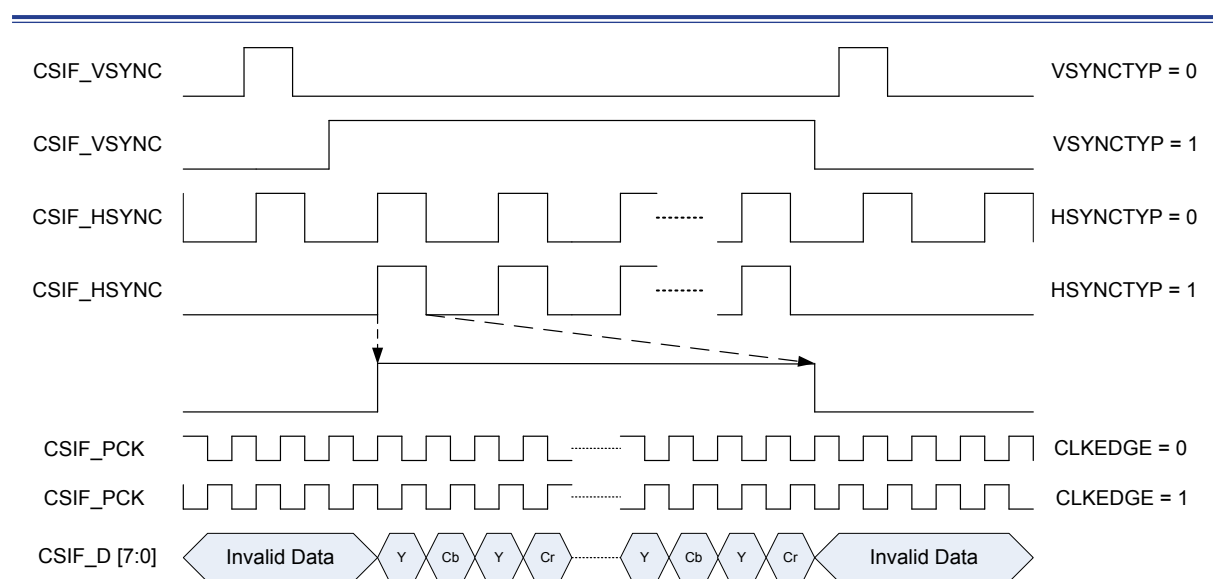 CSIF_VSYNC VSYNCTYP = 0
CSIF_VSYNC VSYNCTYP = 1
CSIF_HSYNC HSYNCTYP = 0
CSIF_HSYNC HSYNCTYP = 1
CSIF_PCK CLKEDGE = 0
CSIF_PCK CLKEDGE = 1
CSIF_D [7:0] Invalid Data Y Cb Y Cr Y Cb Y Cr Invalid Data